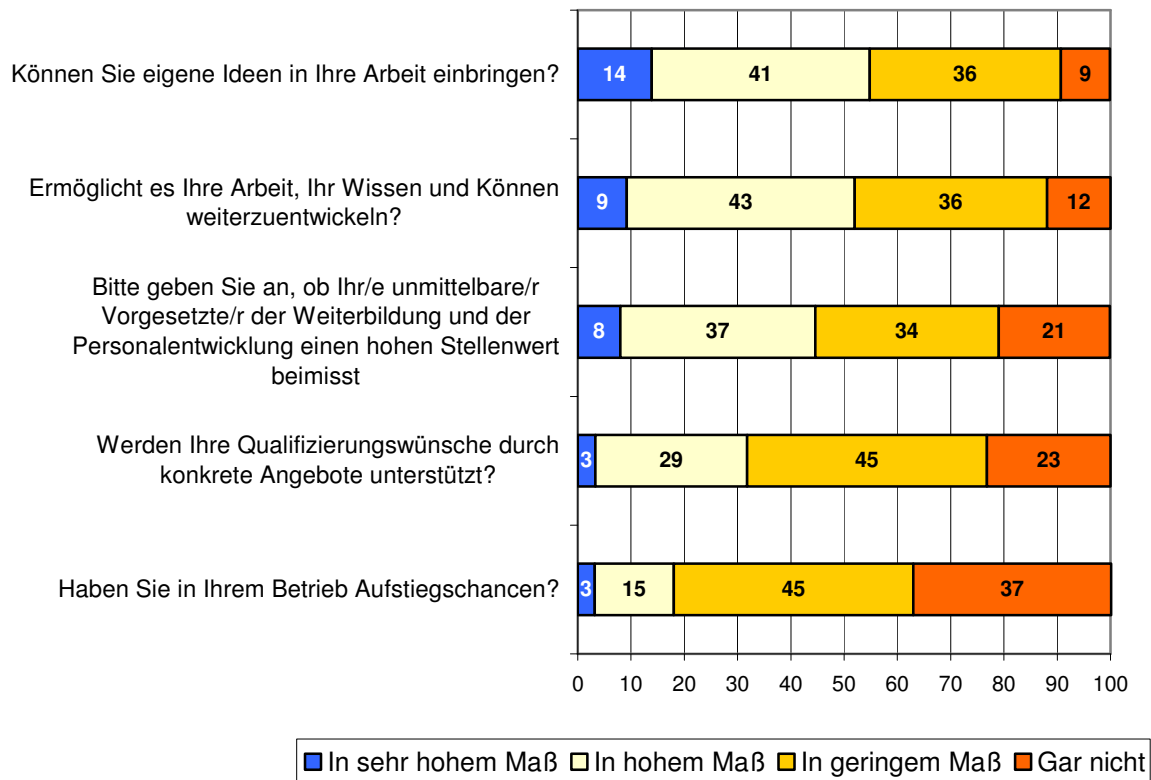 Können Sie eigene Ideen in Ihre Arbeit einbringen?
14 41 36 9
Ermöglicht es Ihre Arbeit, Ihr Wissen und Können
weiterzuentwickeln?
9 43 36 12
Bitte geben Sie an, ob Ihr/e unmittelbare/r
Vorgesetzte/r der Weiterbildung und der
Personalentwicklung einen hohen Stellenwert
beimisst
8 37 34 21
Werden Ihre Qualifizierungswünsche durch
konkrete Angebote unterstützt?
3 29 45 23
Haben Sie in Ihrem Betrieb Aufstiegschancen?
3 15 45 37
0 10 20 30 40 50 60 70 80 90 100
In sehr hohem Maß In hohem Maß In geringem Maß Gar nicht